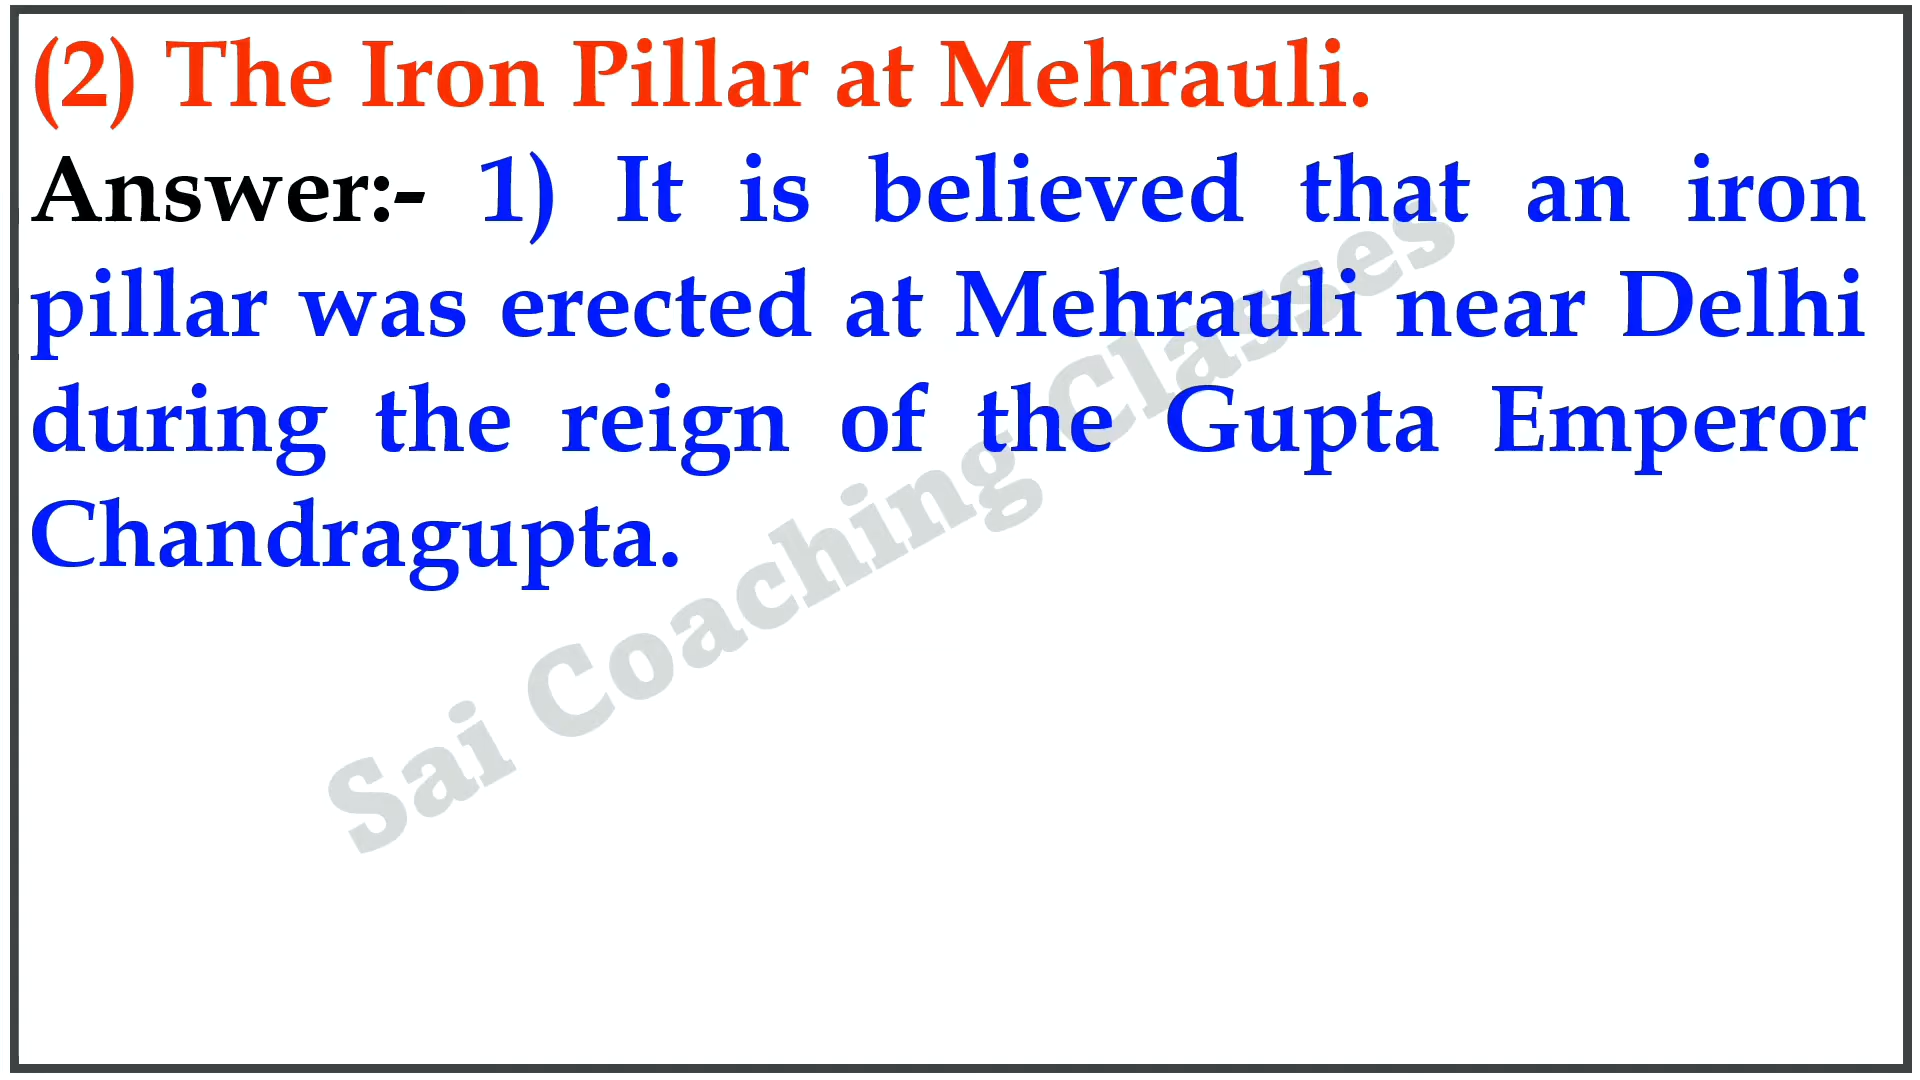 (2) The Iron Pillar at Mehrauli.
Answer:- 1) It is believed that an iron
pillar was erected at Mehrauli near Delhi
during the reign of the Gupta Emperor
Chandragupta.
Sai Coaching Classes